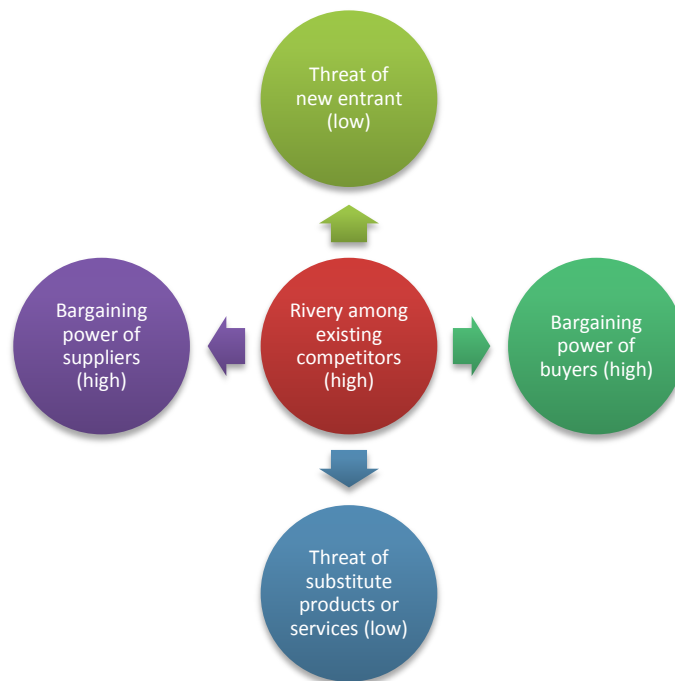 Threat of
new entrant
(low)
Bargaining
power of
suppliers
(high)
Rivery among
existing
competitors
(high)
Bargaining
power of
buyers (high)
Threat of
substitute
products or
services (low)